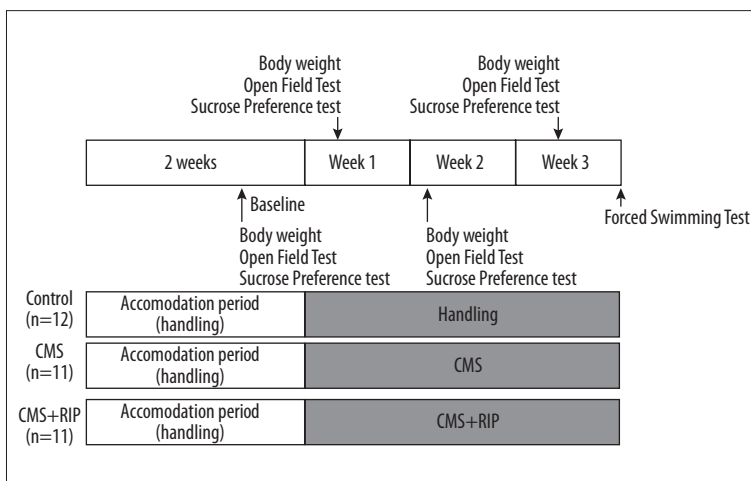 Body weight
Open Field Test
Sucrose Preference test
Body weight
Open Field Test
Sucrose Preference test
2 weeks
Week 1
Week 2
Week 3
Baseline
Body weight
Open Field Test
Sucrose Preference test
Body weight
Open Field Test
Sucrose Preference test
Forced Swimming Test
Control
(n=12)
Accomodation period
(handling)
Handling
CMS
(n=11)
Accomodation period
(handling)
CMS
CMS+RIP
(n=11)
Accomodation period
(handling)
CMS+RIP